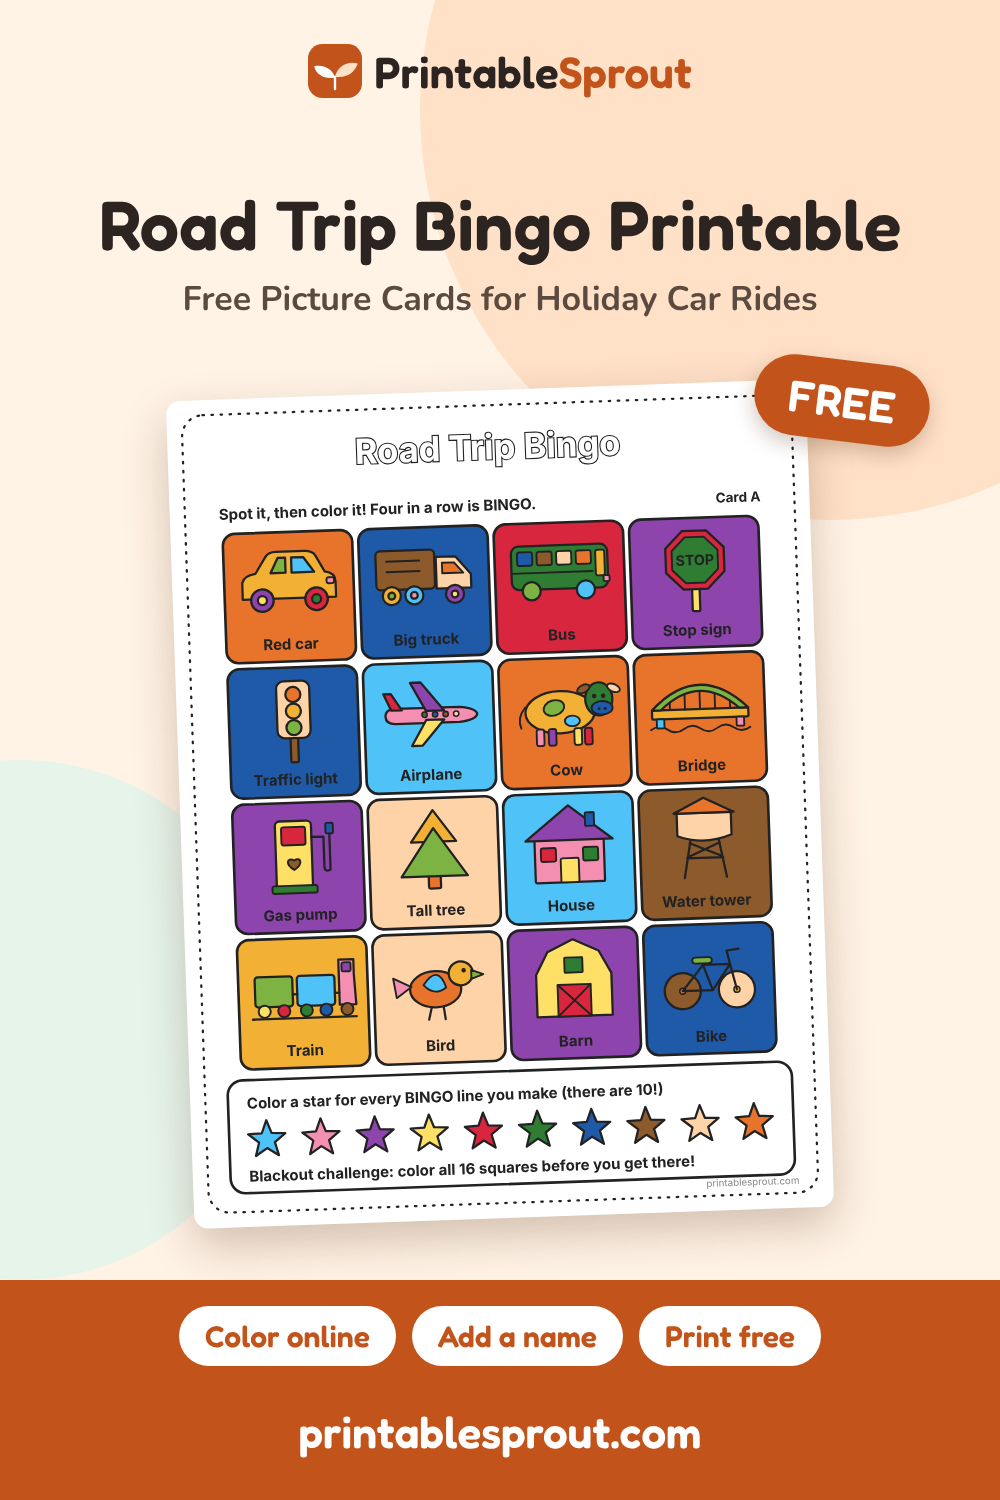 PrintableSprout
Road Trip Bingo Printable
Free Picture Cards for Holiday Car Rides
FREE
Road Trip Bingo
Spot it, then color it! Four in a row is BINGO.
Card A
Red car
Big truck
Bus
STOP
Stop sign
Traffic light
Airplane
Cow
Bridge
Gas pump
Tall tree
House
Water tower
Train
Bird
Barn
Bike
Color a star for every BINGO line you make (there are 10!)
Blackout challenge: color all 16 squares before you get there!
printablesprout.com
Color online
Add a name
Print free
printablesprout.com